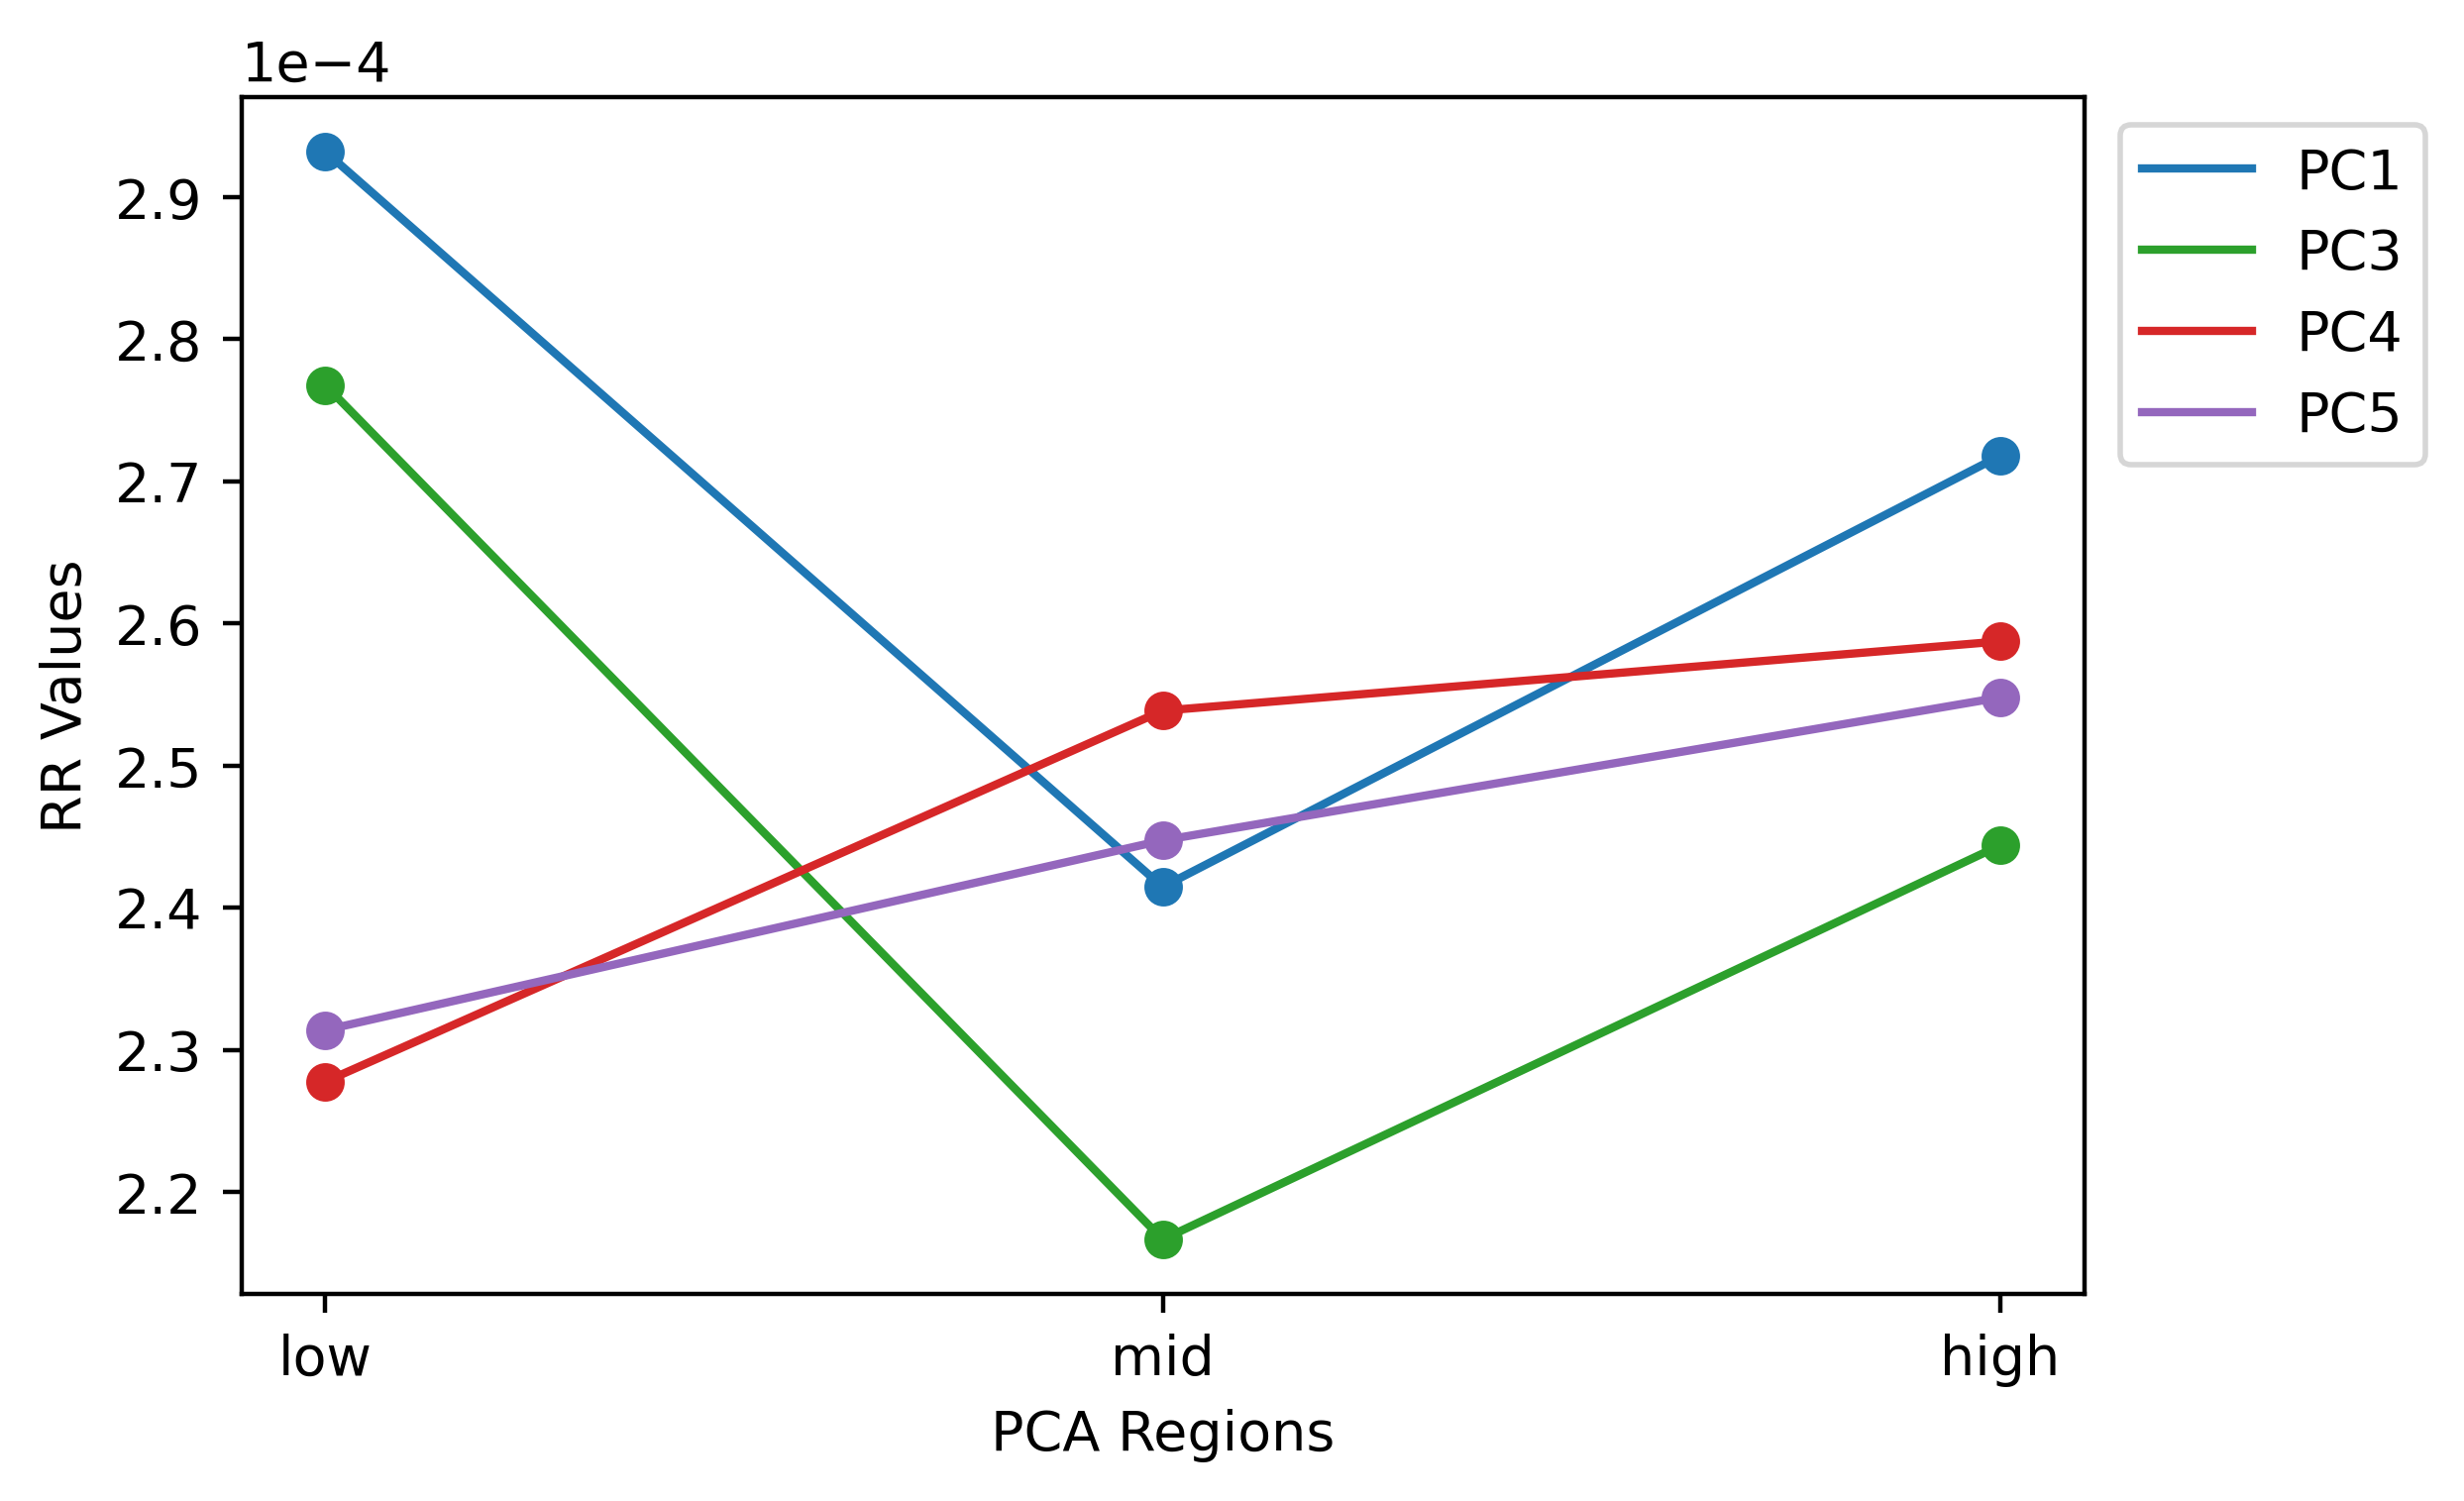 1e−4
2.9
2.8
2.7
2.6
2.5
2.4
2.3
2.2
RR Values
low mid high
PCA Regions
PC1
PC3
PC4
PC5